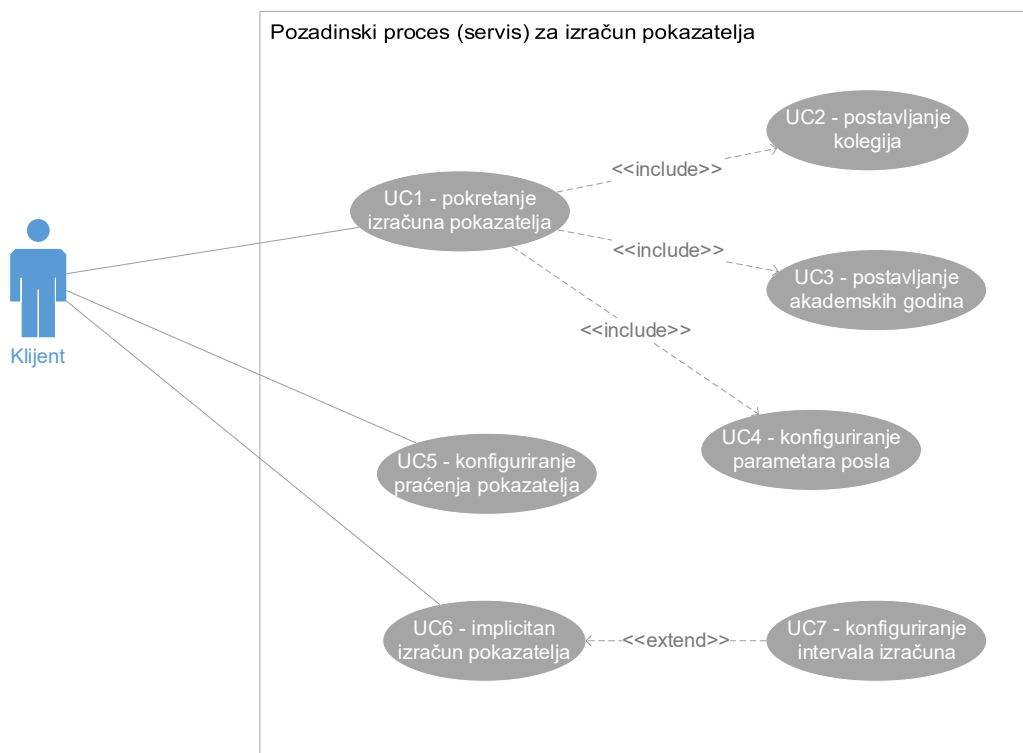 Pozadinski proces (servis) za izračun pokazatelja
UC2 - postavljanje
kolegija
<<include>>
UC1 - pokretanje
izračuna pokazatelja
<<include>>
UC3 - postavljanje
akademskih godina
<<include>>
Klijent
UC4 - konfiguriranje
parametara posla
UC5 - konfiguriranje
praćenja pokazatelja
UC6 - implicitan
izračun pokazatelja
<<extend>>
UC7 - konfiguriranje
intervala izračuna